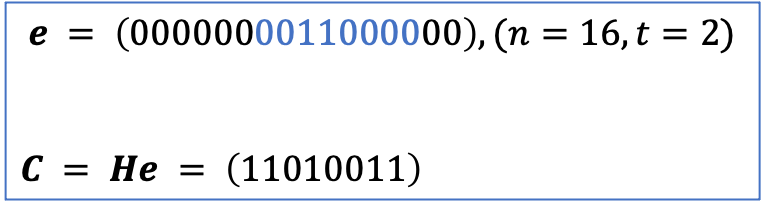 e = (0000000011000000), (n = 16, t = 2)
C = He = (11010011)